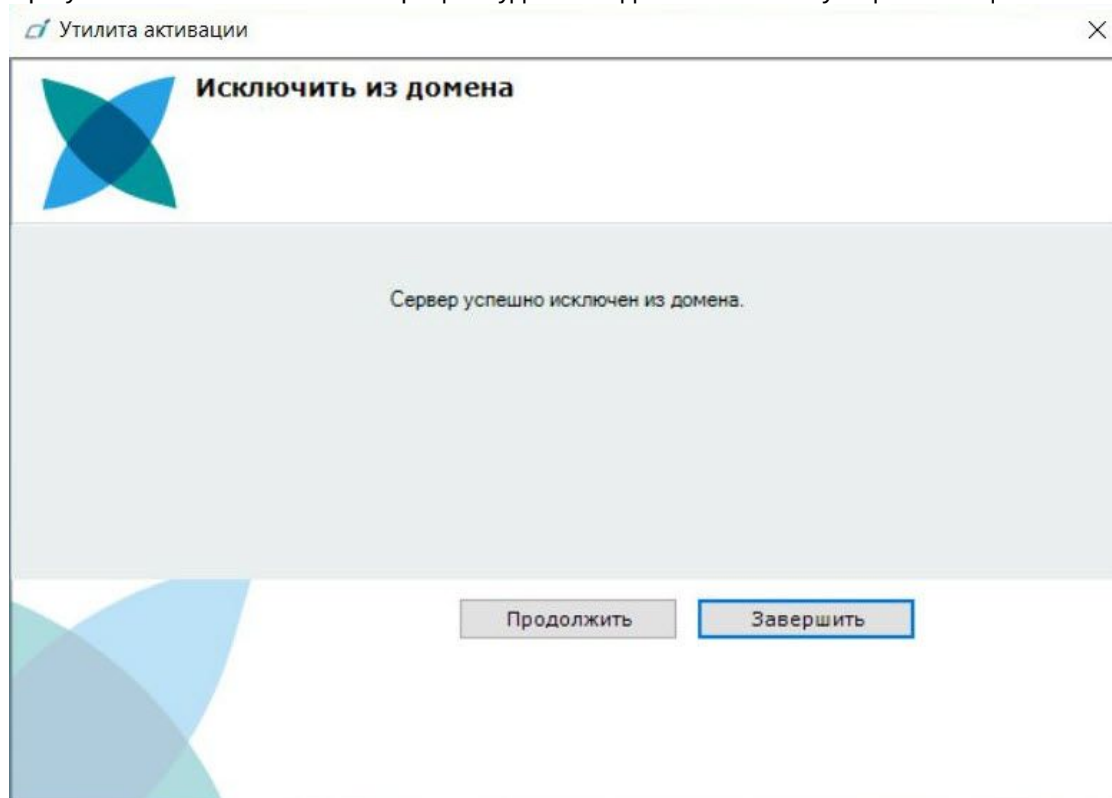 Утилита активации
Исключить из домена
Сервер успешно исключен из домена.
Продолжить
Завершить